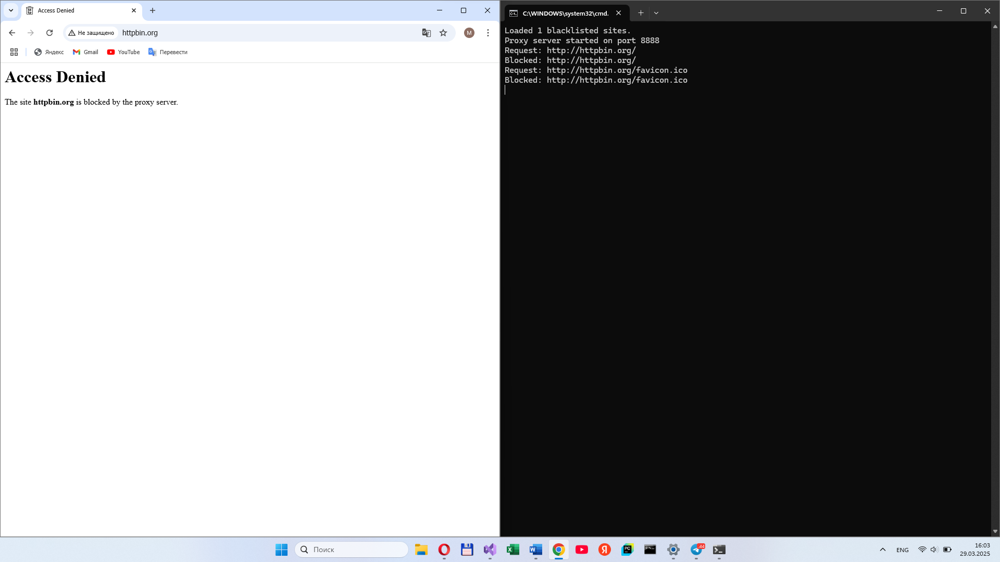 Access Denied
Не защищено
httpbin.org
M
Яндекс
Gmail
YouTube
Перевести
Access Denied
The site httpbin.org is blocked by the proxy server.
C:\WINDOWS\system32\cmd.
Loaded 1 blacklisted sites.
Proxy server started on port 8888
Request: http://httpbin.org/
Blocked: http://httpbin.org/
Request: http://httpbin.org/favicon.ico
Blocked: http://httpbin.org/favicon.ico
Поиск
ENG
16:03
29.03.2025